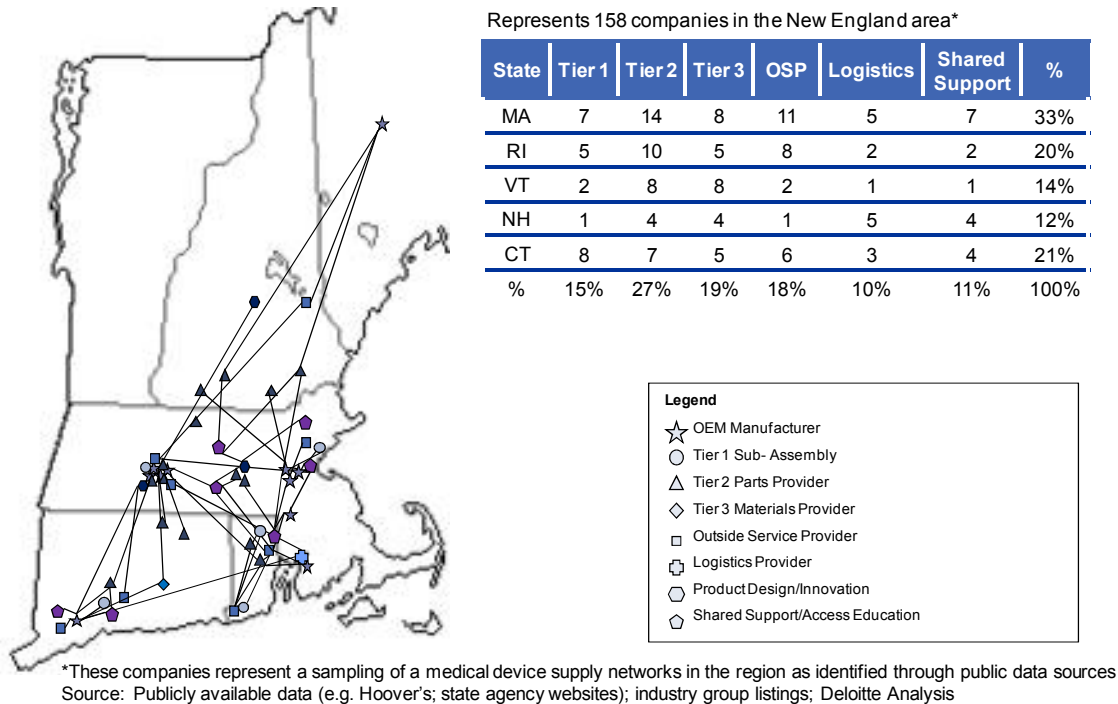 Represents 158 companies in the New England area*
State Tier 1 Tier 2 Tier 3 OSP Logistics Shared Support %
MA 7 14 8 11 5 7 33%
RI 5 10 5 8 2 2 20%
VT 2 8 8 2 1 1 14%
NH 1 4 4 1 5 4 12%
CT 8 7 5 6 3 4 21%
% 15% 27% 19% 18% 10% 11% 100%
Legend
OEM Manufacturer
Tier 1 Sub- Assembly
Tier 2 Parts Provider
Tier 3 Materials Provider
Outside Service Provider
Logistics Provider
Product Design/Innovation
Shared Support/Access Education
*These companies represent a sampling of a medical device supply networks in the region as identified through public data sources
Source: Publicly available data (e.g. Hoover's; state agency websites); industry group listings; Deloitte Analysis